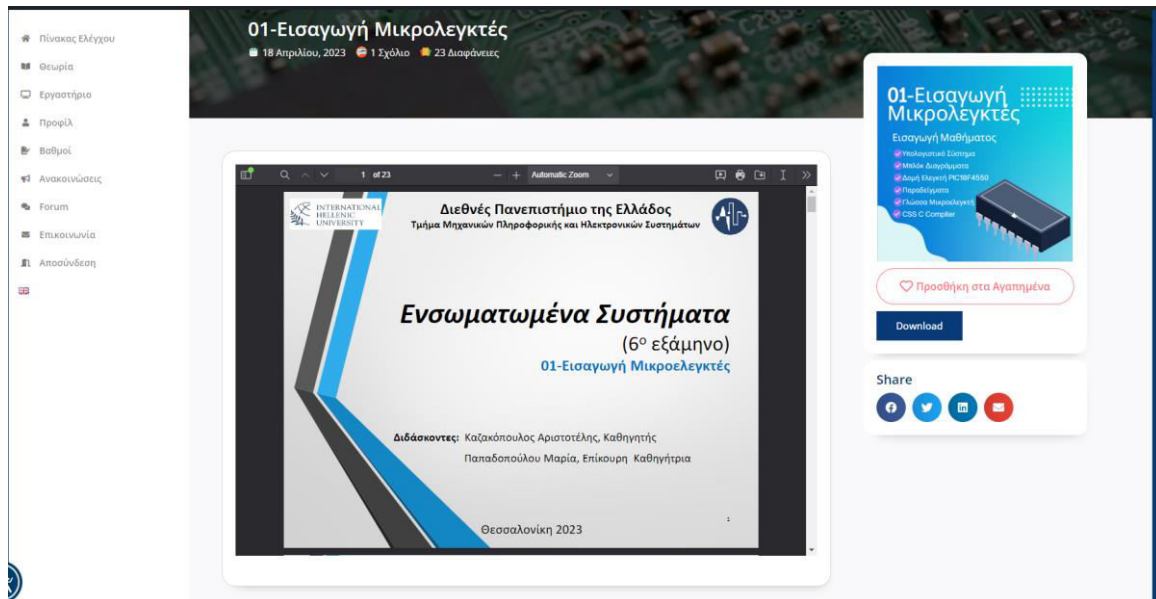 Πίνακας Ελέγχου
Θεωρία
Εργαστήριο
Προφίλ
Βαθμοί
Ανακοινώσεις
Forum
Επικοινωνία
Αποσύνδεση
01-Εισαγωγή Μικρολεγκτές
18 Απριλίου, 2023 1 Σχόλιο 23 Διαφάνειες
1 of 23 Automatic Zoom
INTERNATIONAL
HELLENIC
UNIVERSITY
Διεθνές Πανεπιστήμιο της Ελλάδος
Τμήμα Μηχανικών Πληροφορικής και Ηλεκτρονικών Συστημάτων
Ενσωματωμένα Συστήματα
(6ο εξάμηνο)
01-Εισαγωγή Μικροελεγκτές
Διδάσκοντες: Καζακόπουλος Αριστοτέλης, Καθηγητής
Παπαδοπούλου Μαρία, Επίκουρη Καθηγήτρια
Θεσσαλονίκη 2023
1
01-Εισαγωγή
Μικρολεγκτές
Εισαγωγή Μαθήματος
Υπολογιστικό Σύστημα
Μπλόκ Διαγράμματα
Δομή Ελεγκτή PIC18F4550
Παραδείγματα
Γλώσσα Μικροελεγκτή
CSS C Compiler
Προσθήκη στα Αγαπημένα
Download
Share